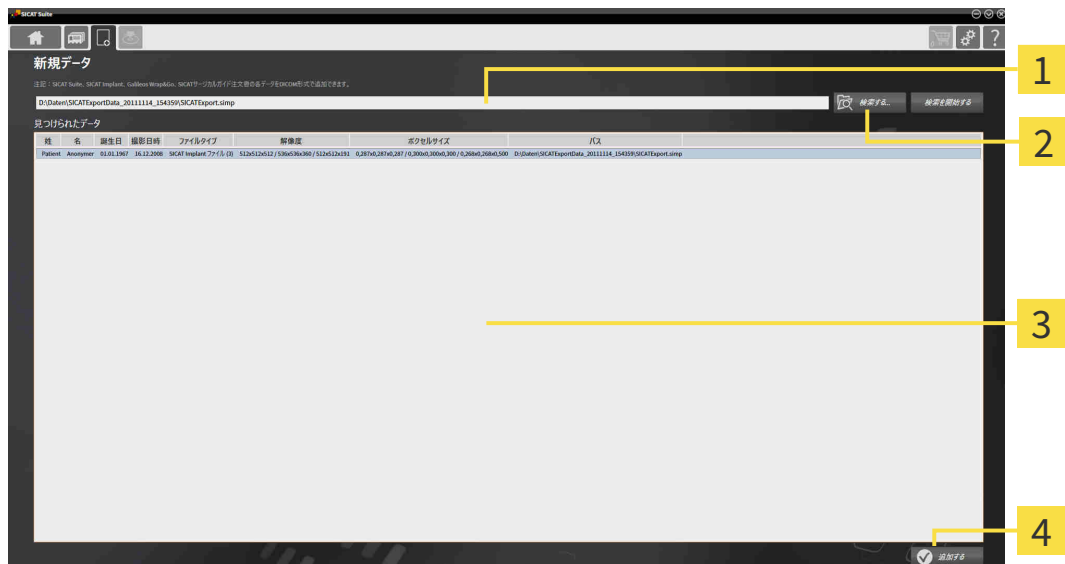 SICAT Suite
?
新規データ
1
注記：SICAT Suite、SICAT Implant、Galileos Wrap&Go、SICATサージカルガイド注文書の各データをDICOM形式で追加できます。
D:\Daten\SICATExportData_20111114_154359\SICATExport.simp 検索する... 検索を開始する
見つけられたデータ
2
姓 名 誕生日 撮影日時 ファイルタイプ 解像度 ボクセルサイズ パス
Patient Anonymer 01.01.1967 16.12.2008 SICAT Implant ファイル (3) 512x512x512 / 536x536x360 / 512x512x191 0,287x0,287x0,287 / 0,300x0,300x0,300 / 0,268x0,268x0,500 D:\Daten\SICATExportData_20111114_154359\SICATExport.simp
3
4
追加する